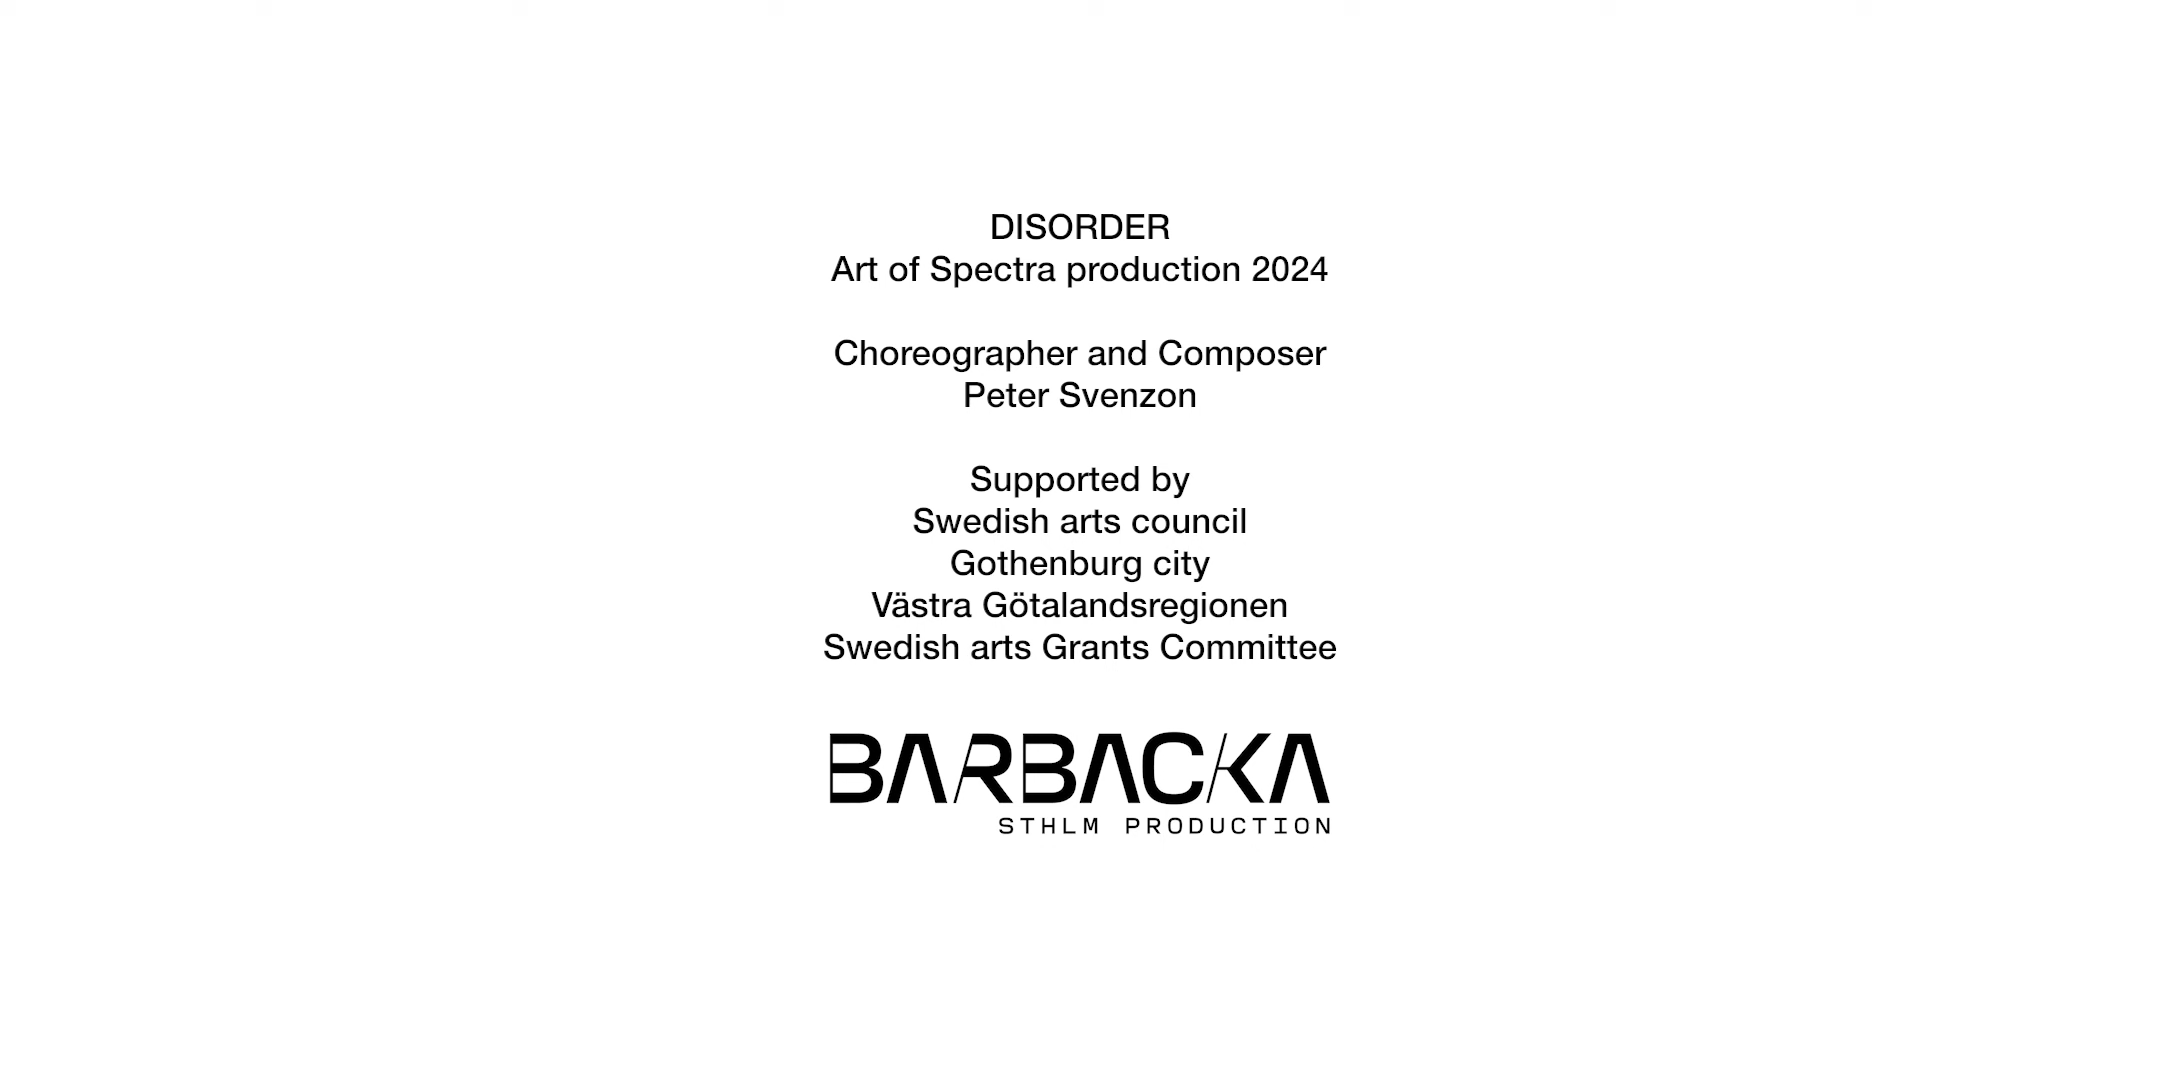 DISORDER
Art of Spectra production 2024
Choreographer and Composer
Peter Svenzon
Supported by
Swedish arts council
Gothenburg city
Västra Götalandsregionen
Swedish arts Grants Committee
BARBACKA
STHLM PRODUCTION